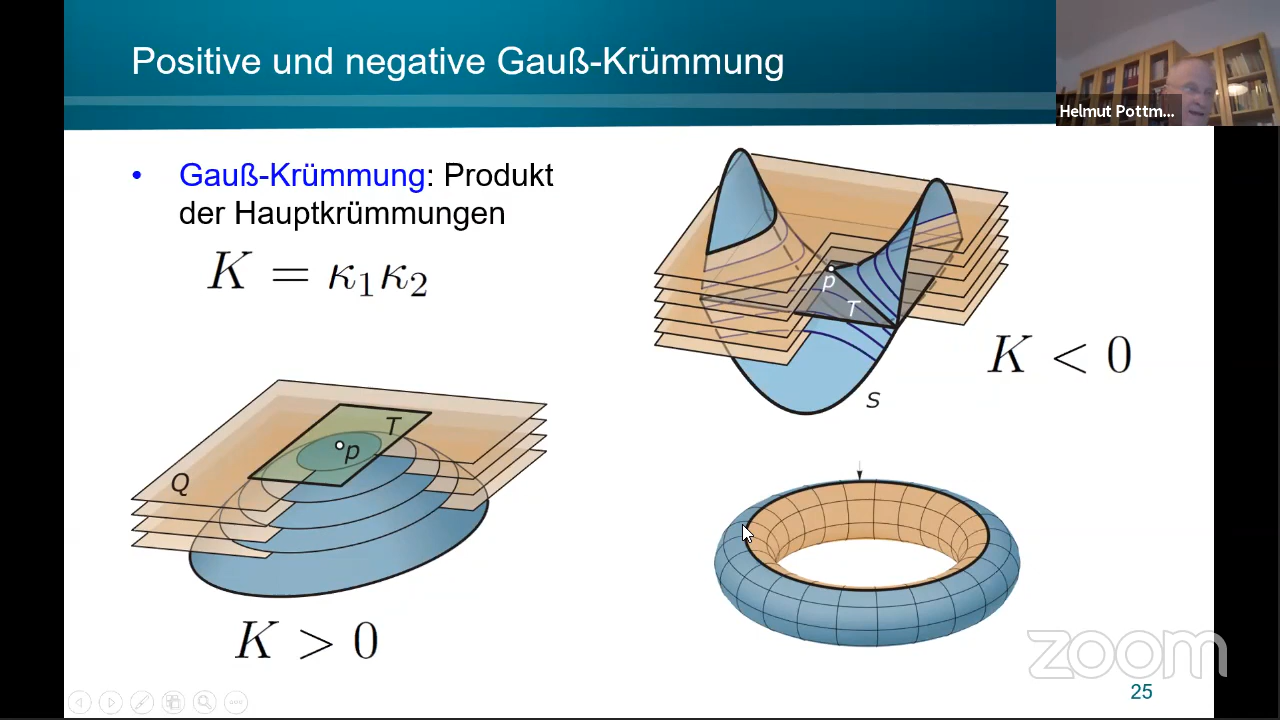 Positive und negative Gauß-Krümmung
Helmut Pottm...
• Gauß-Krümmung: Produkt
der Hauptkrümmungen
K = κ₁κ₂
p
T
S
K < 0
T
p
Q
K > 0
zoom
25